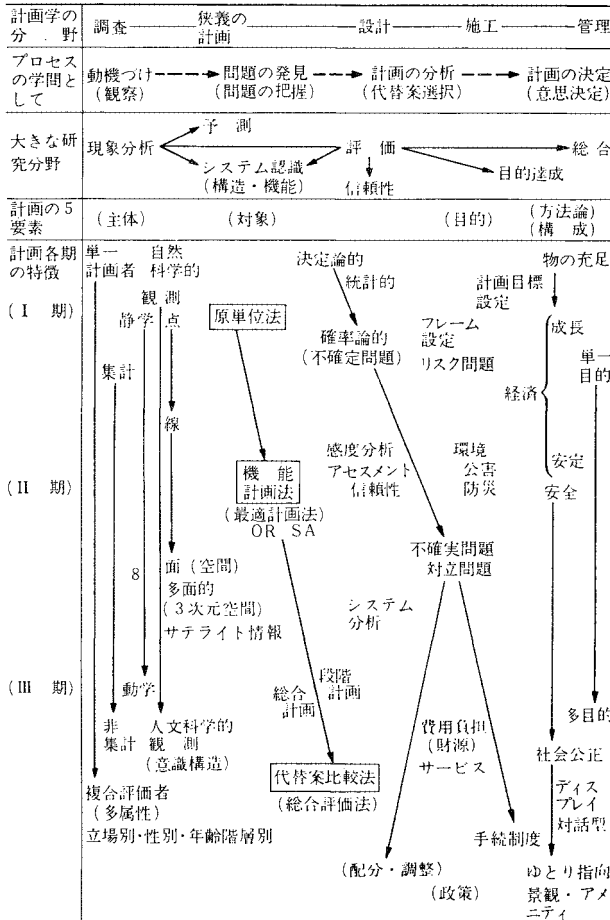 計画学の分野 調査 狭義の計画 設計 施工 管理
プロセスの学問として 動機づけ(観察) 問題の発見(問題の把握) 計画の分析(代替案選択) 計画の決定(意思決定)
大きな研究分野
予測
現象分析 評価 総合
システム認識(構造・機能) 目的達成
信頼性
計画の5要素 (主体) (対象) (目的) (方法論)(構成)
計画各期の特徴
単一計画者 自然科学的
決定論的
物の充足
統計的
計画目標設定
観測
(I 期) 静学 点
原単位法
確率論的(不確定問題)
フレーム設定
リスク問題
成長
単一目的
集計
経済
線
感度分析
アセスメント
信頼性
環境
公害
防災
安定
(II 期)
機能計画法
安全
(最適計画法)
OR SA
不確実問題
対立問題
面(空間)
8
多面的
(3次元空間)
サテライト情報
システム分析
(III 期)
動学
総合計画
段階計画
多目的
非集計
人文科学的観測
(意識構造)
費用負担
(財源)
サービス
社会公正
代替案比較法
(総合評価法)
複合評価者
(多属性)
立場別・性別・年齢階層別
ディスプレイ
対話型
手続制度
(配分・調整)
(政策)
ゆとり指向
景観・アメニティ